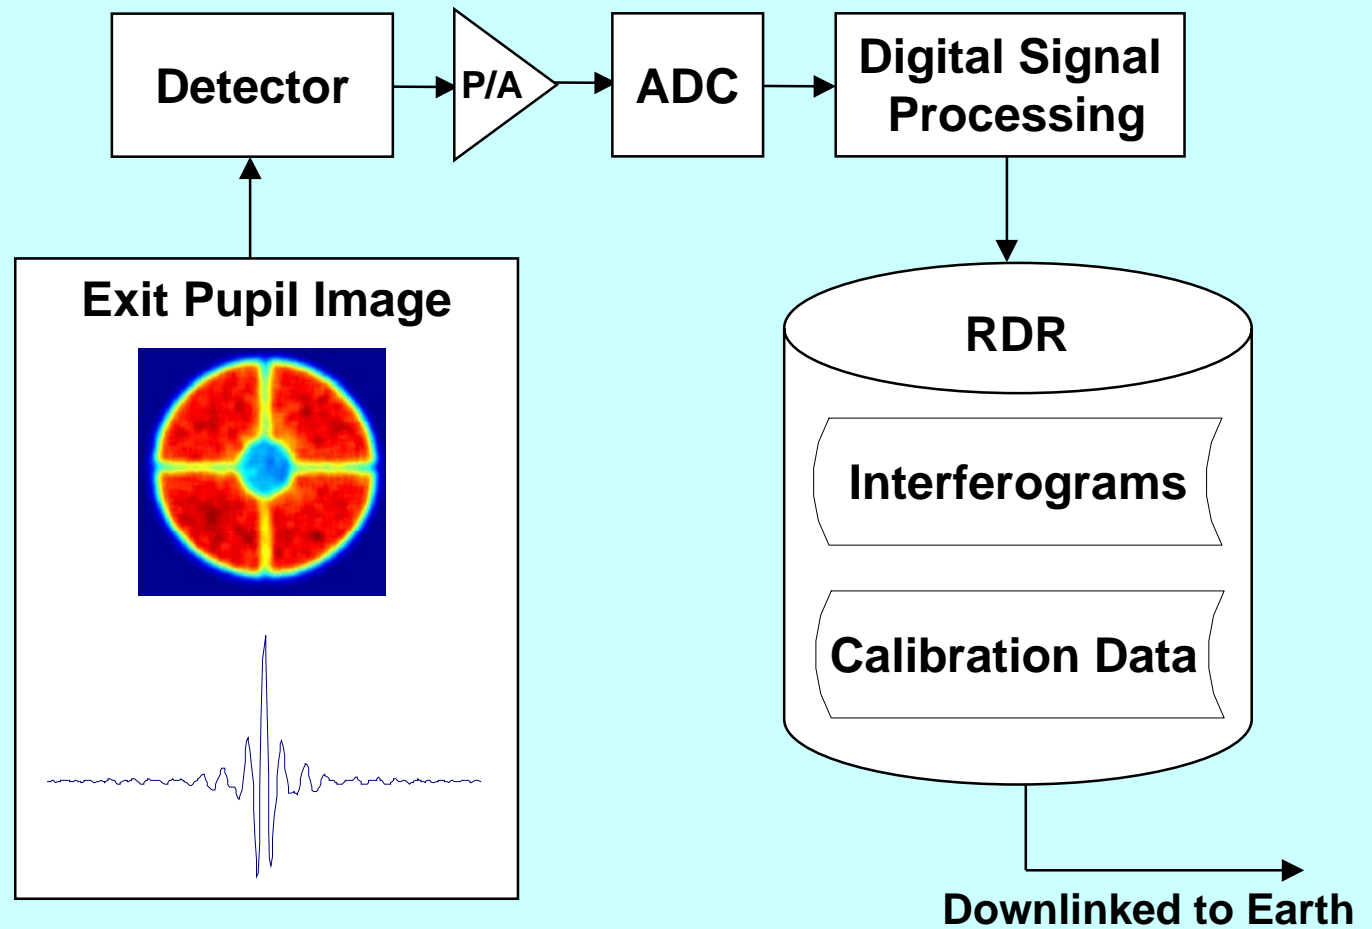 Detector
P/A
ADC
Digital Signal
Processing
Exit Pupil Image
RDR
Interferograms
Calibration Data
Downlinked to Earth